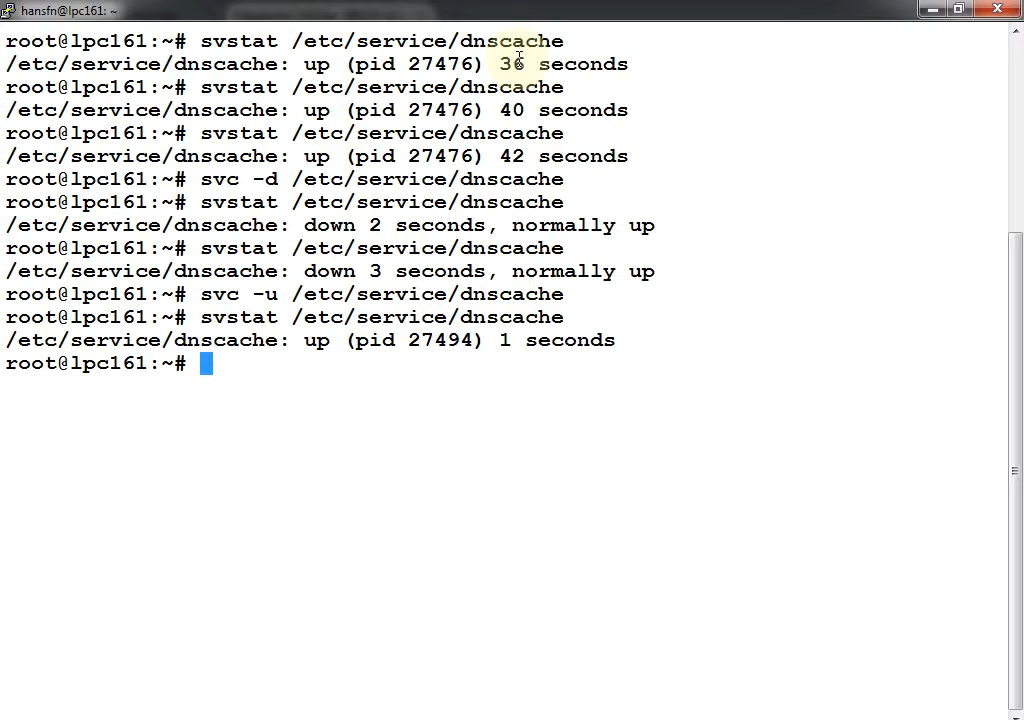 hansfn@lpc161: ~
root@lpc161:~# svstat /etc/service/dnscache
/etc/service/dnscache: up (pid 27476) 36 seconds
root@lpc161:~# svstat /etc/service/dnscache
/etc/service/dnscache: up (pid 27476) 40 seconds
root@lpc161:~# svstat /etc/service/dnscache
/etc/service/dnscache: up (pid 27476) 42 seconds
root@lpc161:~# svc -d /etc/service/dnscache
root@lpc161:~# svstat /etc/service/dnscache
/etc/service/dnscache: down 2 seconds, normally up
root@lpc161:~# svstat /etc/service/dnscache
/etc/service/dnscache: down 3 seconds, normally up
root@lpc161:~# svc -u /etc/service/dnscache
root@lpc161:~# svstat /etc/service/dnscache
/etc/service/dnscache: up (pid 27494) 1 seconds
root@lpc161:~#